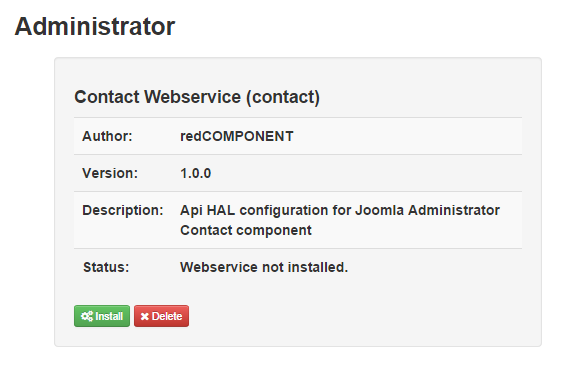 Administrator
Contact Webservice (contact)
Author: redCOMPONENT
Version: 1.0.0
Description: Api HAL configuration for Joomla Administrator
Contact component
Status: Webservice not installed.
Install Delete